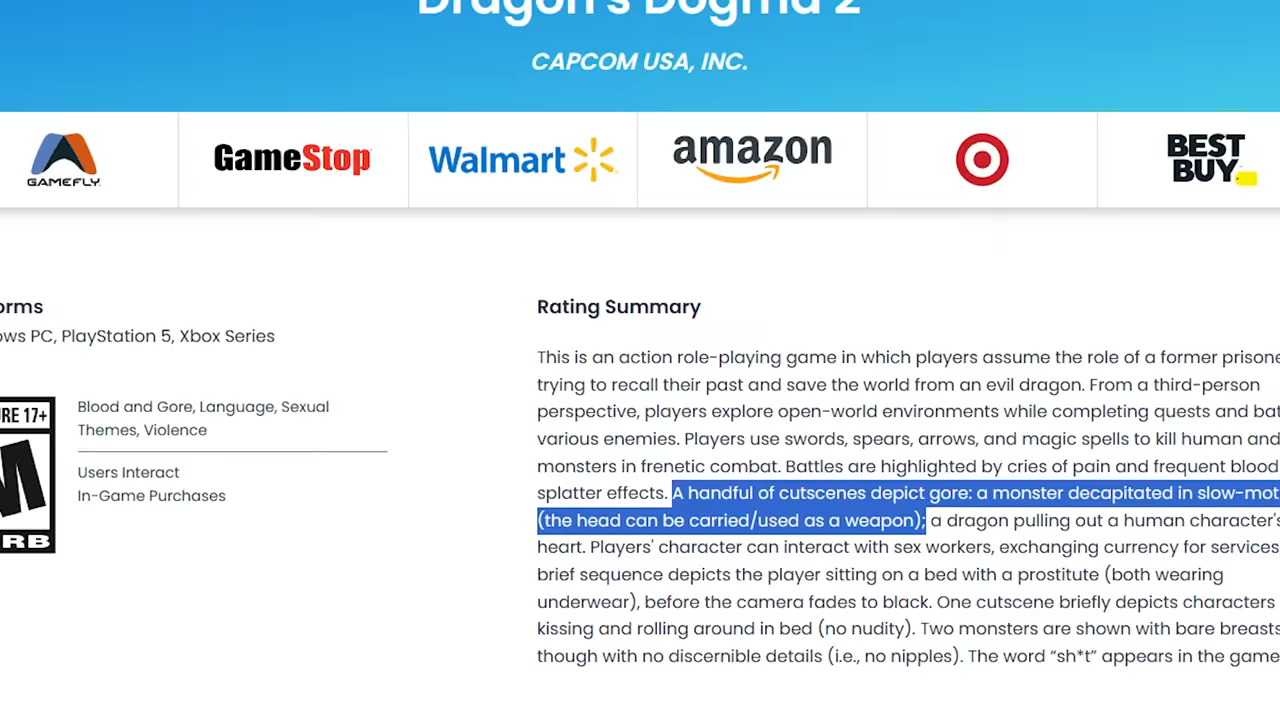 Dragon's Dogma 2
CAPCOM USA, INC.
GAMEFLY
GameStop
Walmart
amazon
BEST
BUY
orms
ows PC, PlayStation 5, Xbox Series
URE 17+
M
RB
Blood and Gore, Language, Sexual
Themes, Violence
Users Interact
In-Game Purchases
Rating Summary
This is an action role-playing game in which players assume the role of a former prisone
trying to recall their past and save the world from an evil dragon. From a third-person
perspective, players explore open-world environments while completing quests and bat
various enemies. Players use swords, spears, arrows, and magic spells to kill human and
monsters in frenetic combat. Battles are highlighted by cries of pain and frequent blood
splatter effects. A handful of cutscenes depict gore: a monster decapitated in slow-mot
(the head can be carried/used as a weapon); a dragon pulling out a human character's
heart. Players' character can interact with sex workers, exchanging currency for services
brief sequence depicts the player sitting on a bed with a prostitute (both wearing
underwear), before the camera fades to black. One cutscene briefly depicts characters
kissing and rolling around in bed (no nudity). Two monsters are shown with bare breasts
though with no discernible details (i.e., no nipples). The word “sh*t” appears in the game